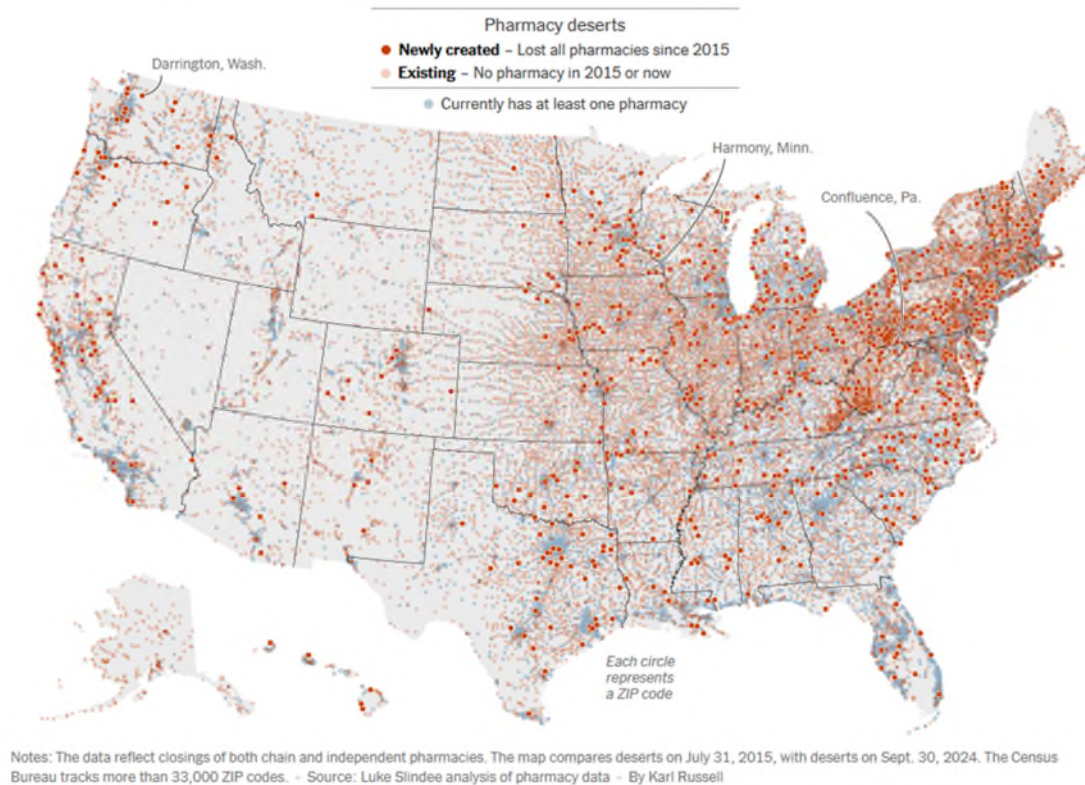 Pharmacy deserts
Newly created – Lost all pharmacies since 2015
Existing – No pharmacy in 2015 or now
Currently has at least one pharmacy
Darrington, Wash.
Harmony, Minn.
Confluence, Pa.
Each circle
represents
a ZIP code
Notes: The data reflect closings of both chain and independent pharmacies. The map compares deserts on July 31, 2015, with deserts on Sept. 30, 2024. The Census
Bureau tracks more than 33,000 ZIP codes. • Source: Luke Slindee analysis of pharmacy data • By Karl Russell